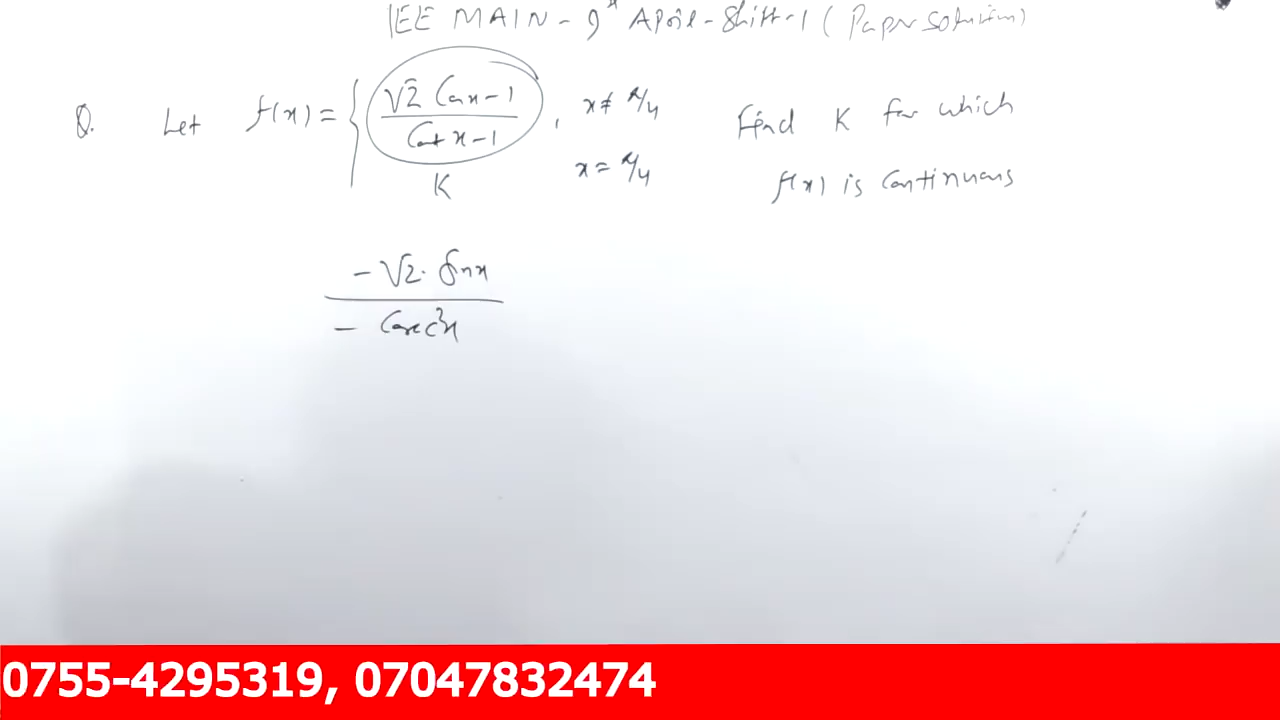 JEE MAIN - 9th April - Shift-1 (Paper solution)
Q. Let f(x) = { √2 Cos x - 1 / Cot x - 1 , x ≠ π/4 Find K for which
K x = π/4 f(x) is continuous
- √2 · Sin x
- Cosec²x
0755-4295319, 07047832474